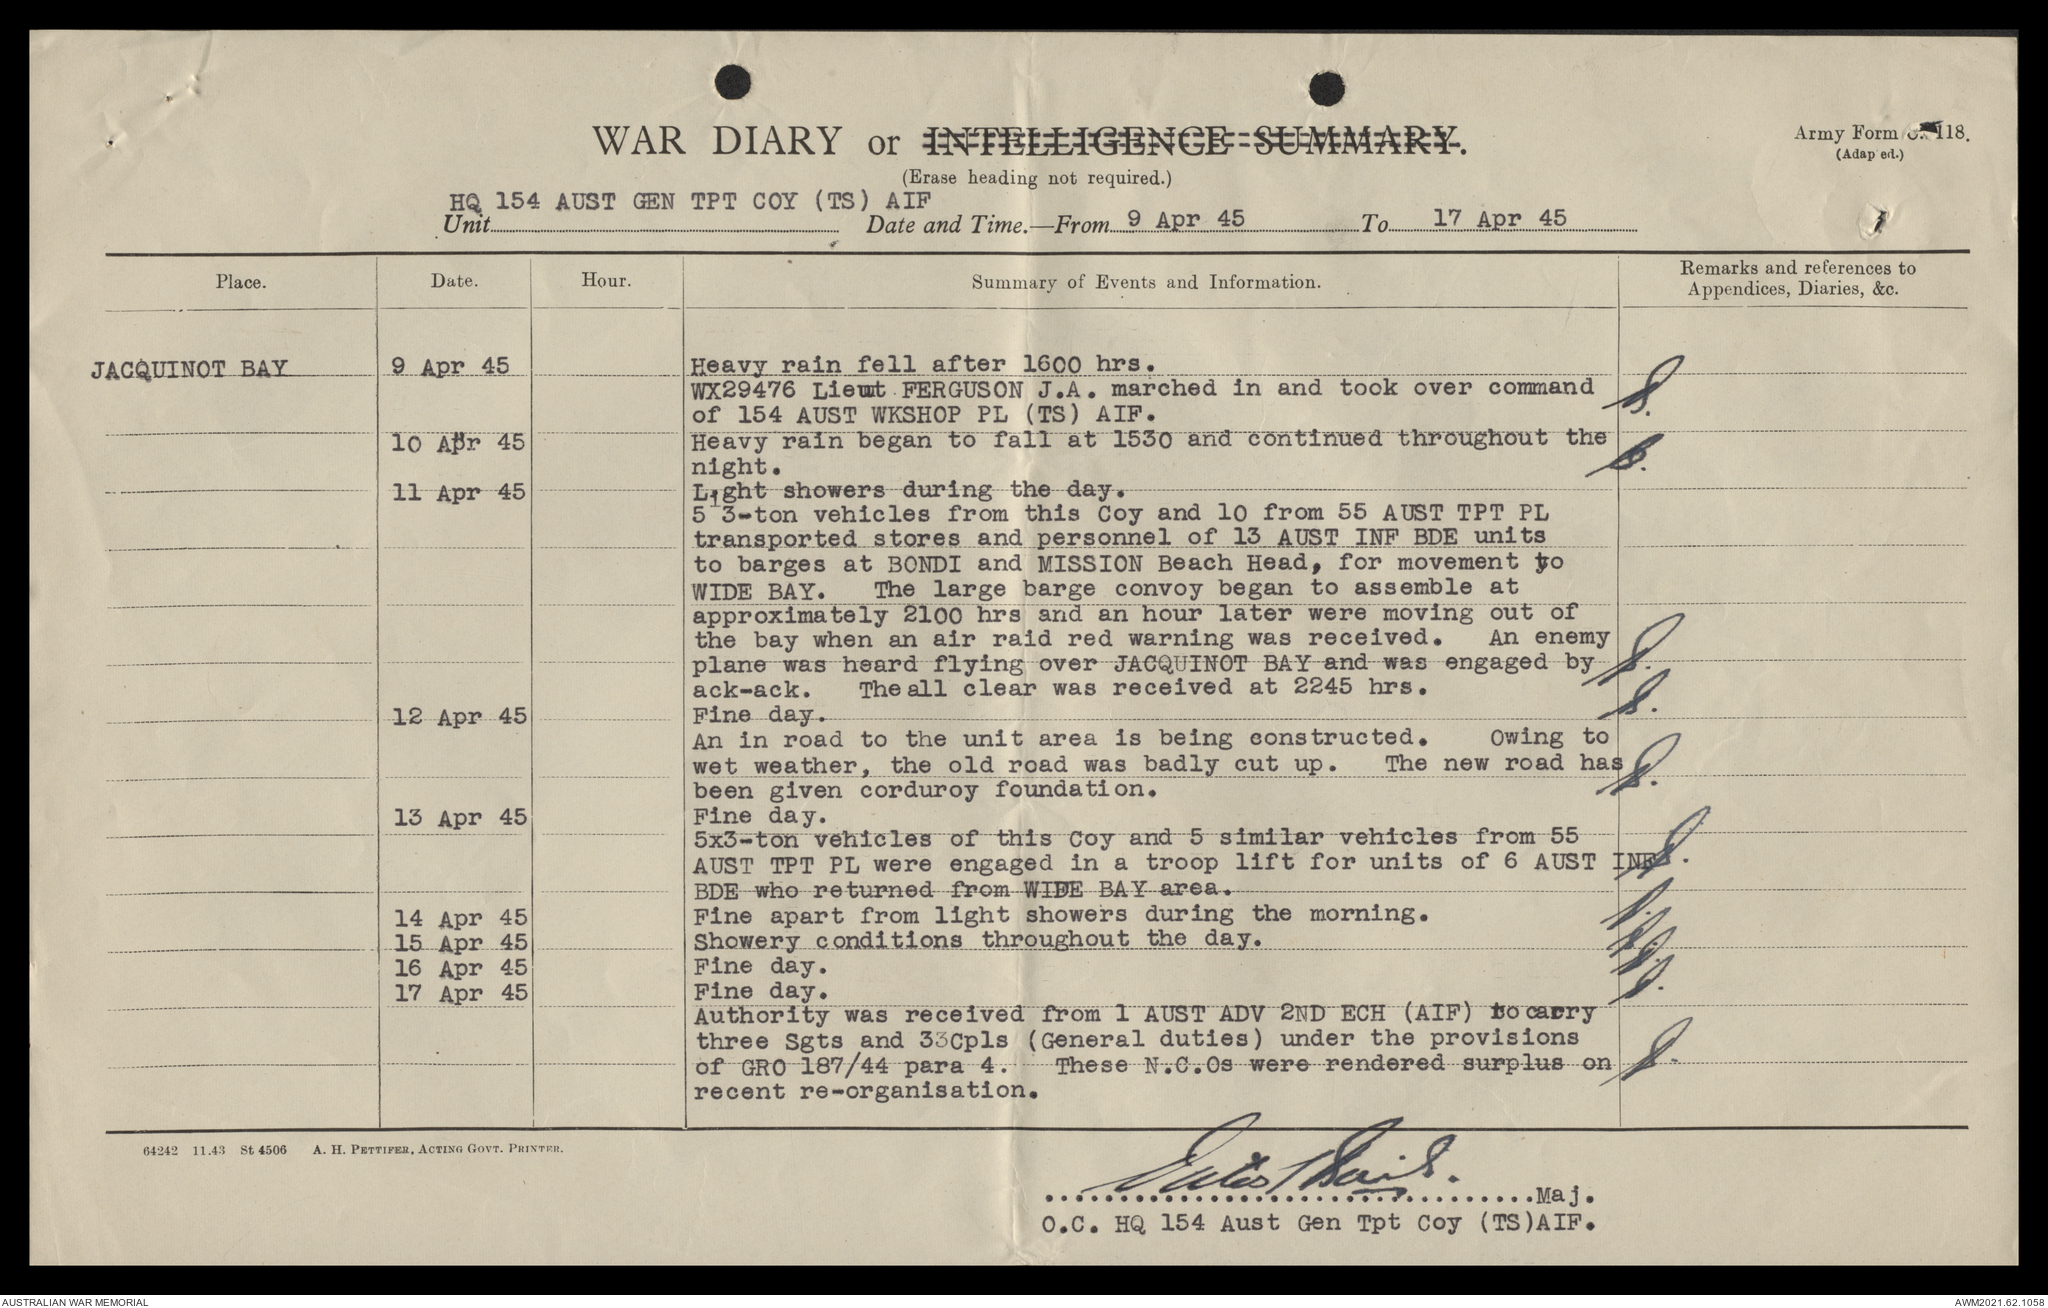 WAR DIARY or INTELLIGENCE SUMMARY.
Army Form C. 118.
(Adap ed.)
(Erase heading not required.)
HQ 154 AUST GEN TPT COY (TS) AIF
Unit Date and Time.—From 9 Apr 45 To 17 Apr 45
Place. Date. Hour. Summary of Events and Information. Remarks and references to
Appendices, Diaries, &c.
JACQUINOT BAY 9 Apr 45 Heavy rain fell after 1600 hrs.
WX29476 Lieut FERGUSON J.A. marched in and took over command
of 154 AUST WKSHOP PL (TS) AIF.
10 Apr 45 Heavy rain began to fall at 1530 and continued throughout the
night.
11 Apr 45 Light showers during the day.
5 3-ton vehicles from this Coy and 10 from 55 AUST TPT PL
transported stores and personnel of 13 AUST INF BDE units
to barges at BONDI and MISSION Beach Head, for movement to
WIDE BAY. The large barge convoy began to assemble at
approximately 2100 hrs and an hour later were moving out of
the bay when an air raid red warning was received. An enemy
plane was heard flying over JACQUINOT BAY and was engaged by
ack-ack. The all clear was received at 2245 hrs.
12 Apr 45 Fine day.
An in road to the unit area is being constructed. Owing to
wet weather, the old road was badly cut up. The new road has
been given corduroy foundation.
13 Apr 45 Fine day.
5x3-ton vehicles of this Coy and 5 similar vehicles from 55
AUST TPT PL were engaged in a troop lift for units of 6 AUST INF
BDE who returned from WIDE BAY area.
14 Apr 45 Fine apart from light showers during the morning.
15 Apr 45 Showery conditions throughout the day.
16 Apr 45 Fine day.
17 Apr 45 Fine day.
Authority was received from 1 AUST ADV 2ND ECH (AIF) to carry
three Sgts and 33Cpls (General duties) under the provisions
of GRO 187/44 para 4. These N.C.Os were rendered surplus on
recent re-organisation.
64242 11.43 St 4506 A. H. PETTIFER, ACTING GOVT. PRINTER.
Maj.
O.C. HQ 154 Aust Gen Tpt Coy (TS)AIF.
AUSTRALIAN WAR MEMORIAL AWM2021.62.1058